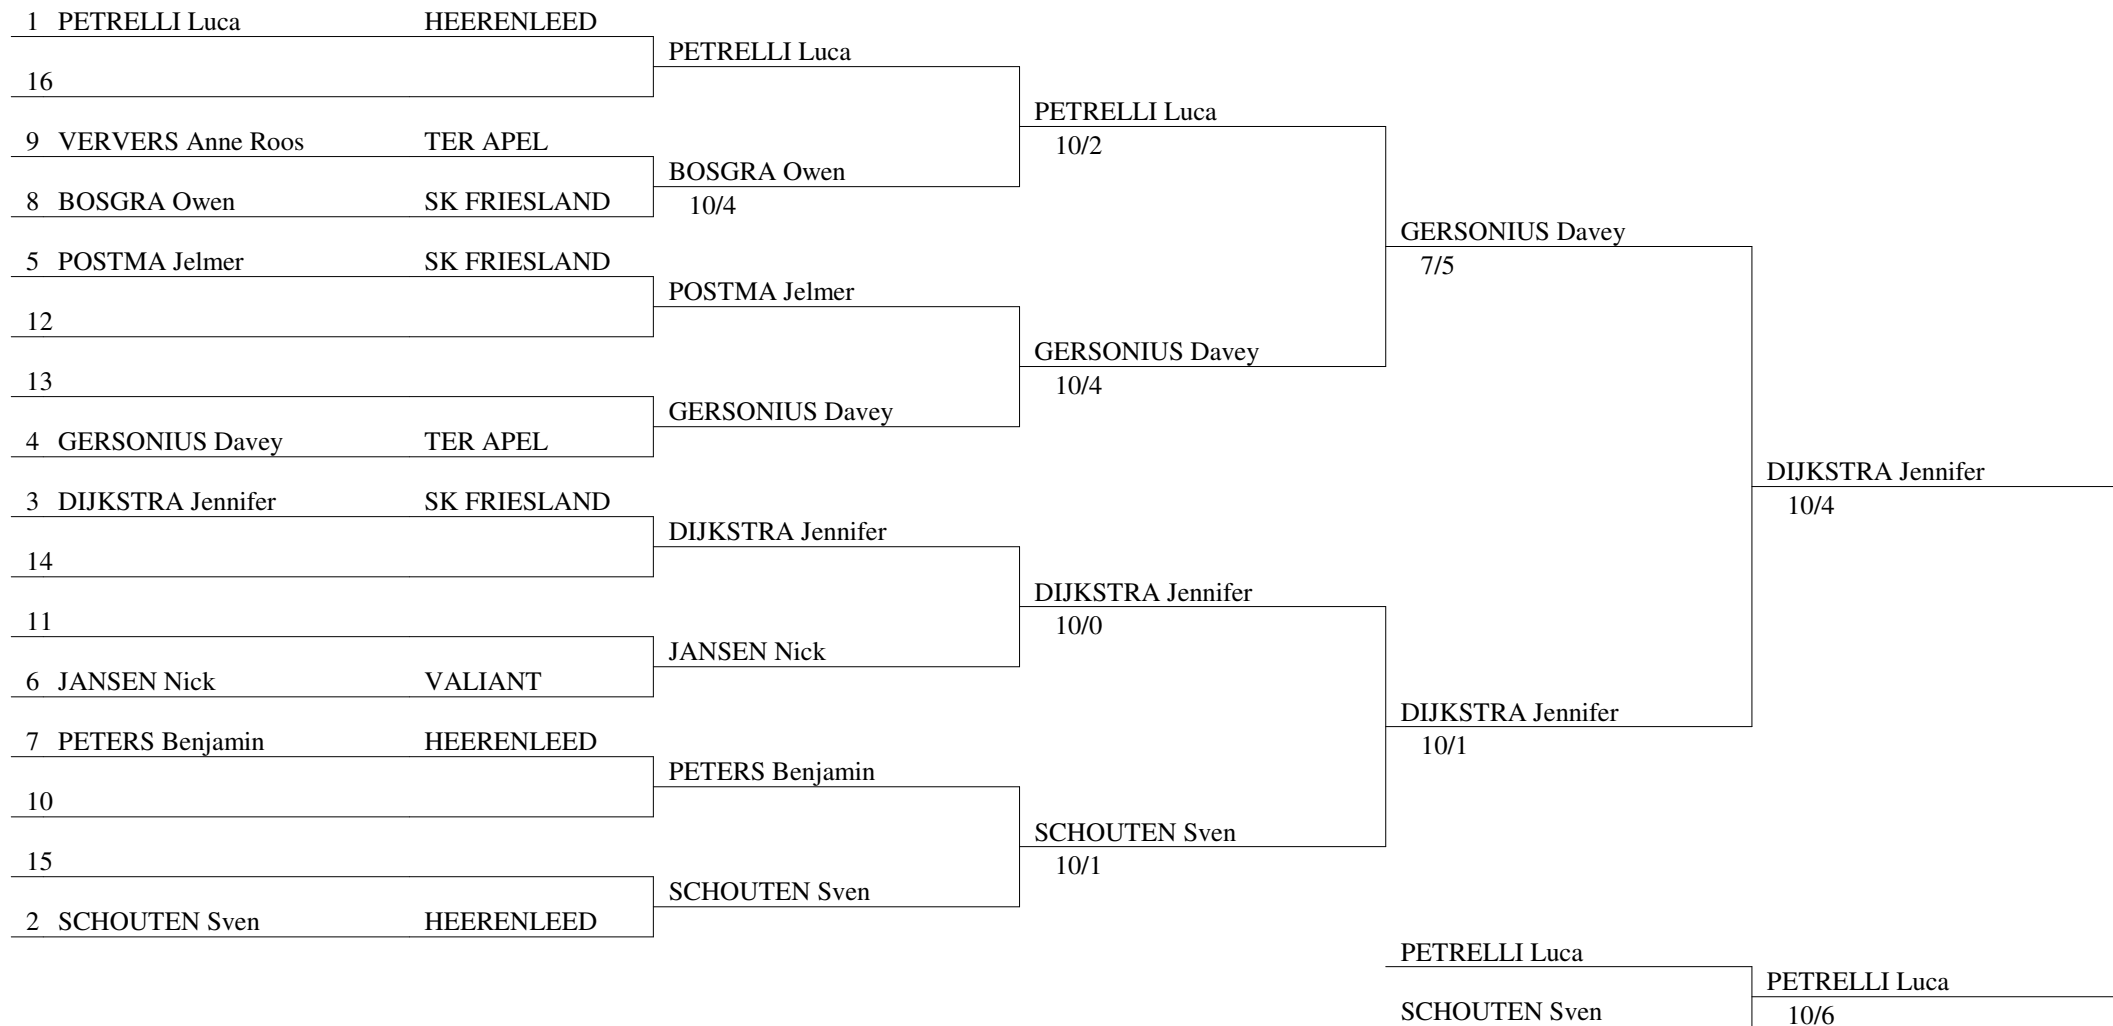 1 PETRELLI Luca HEERENLEED
PETRELLI Luca
16
PETRELLI Luca
10/2
9 VERVERS Anne Roos TER APEL
BOSGRA Owen
10/4
8 BOSGRA Owen SK FRIESLAND
GERSONIUS Davey
7/5
5 POSTMA Jelmer SK FRIESLAND
POSTMA Jelmer
12
GERSONIUS Davey
10/4
13
GERSONIUS Davey
4 GERSONIUS Davey TER APEL
DIJKSTRA Jennifer
10/4
3 DIJKSTRA Jennifer SK FRIESLAND
DIJKSTRA Jennifer
14
DIJKSTRA Jennifer
10/0
11
JANSEN Nick
6 JANSEN Nick VALIANT
DIJKSTRA Jennifer
10/1
7 PETERS Benjamin HEERENLEED
PETERS Benjamin
10
SCHOUTEN Sven
10/1
15
SCHOUTEN Sven
2 SCHOUTEN Sven HEERENLEED
PETRELLI Luca
PETRELLI Luca
10/6
SCHOUTEN Sven